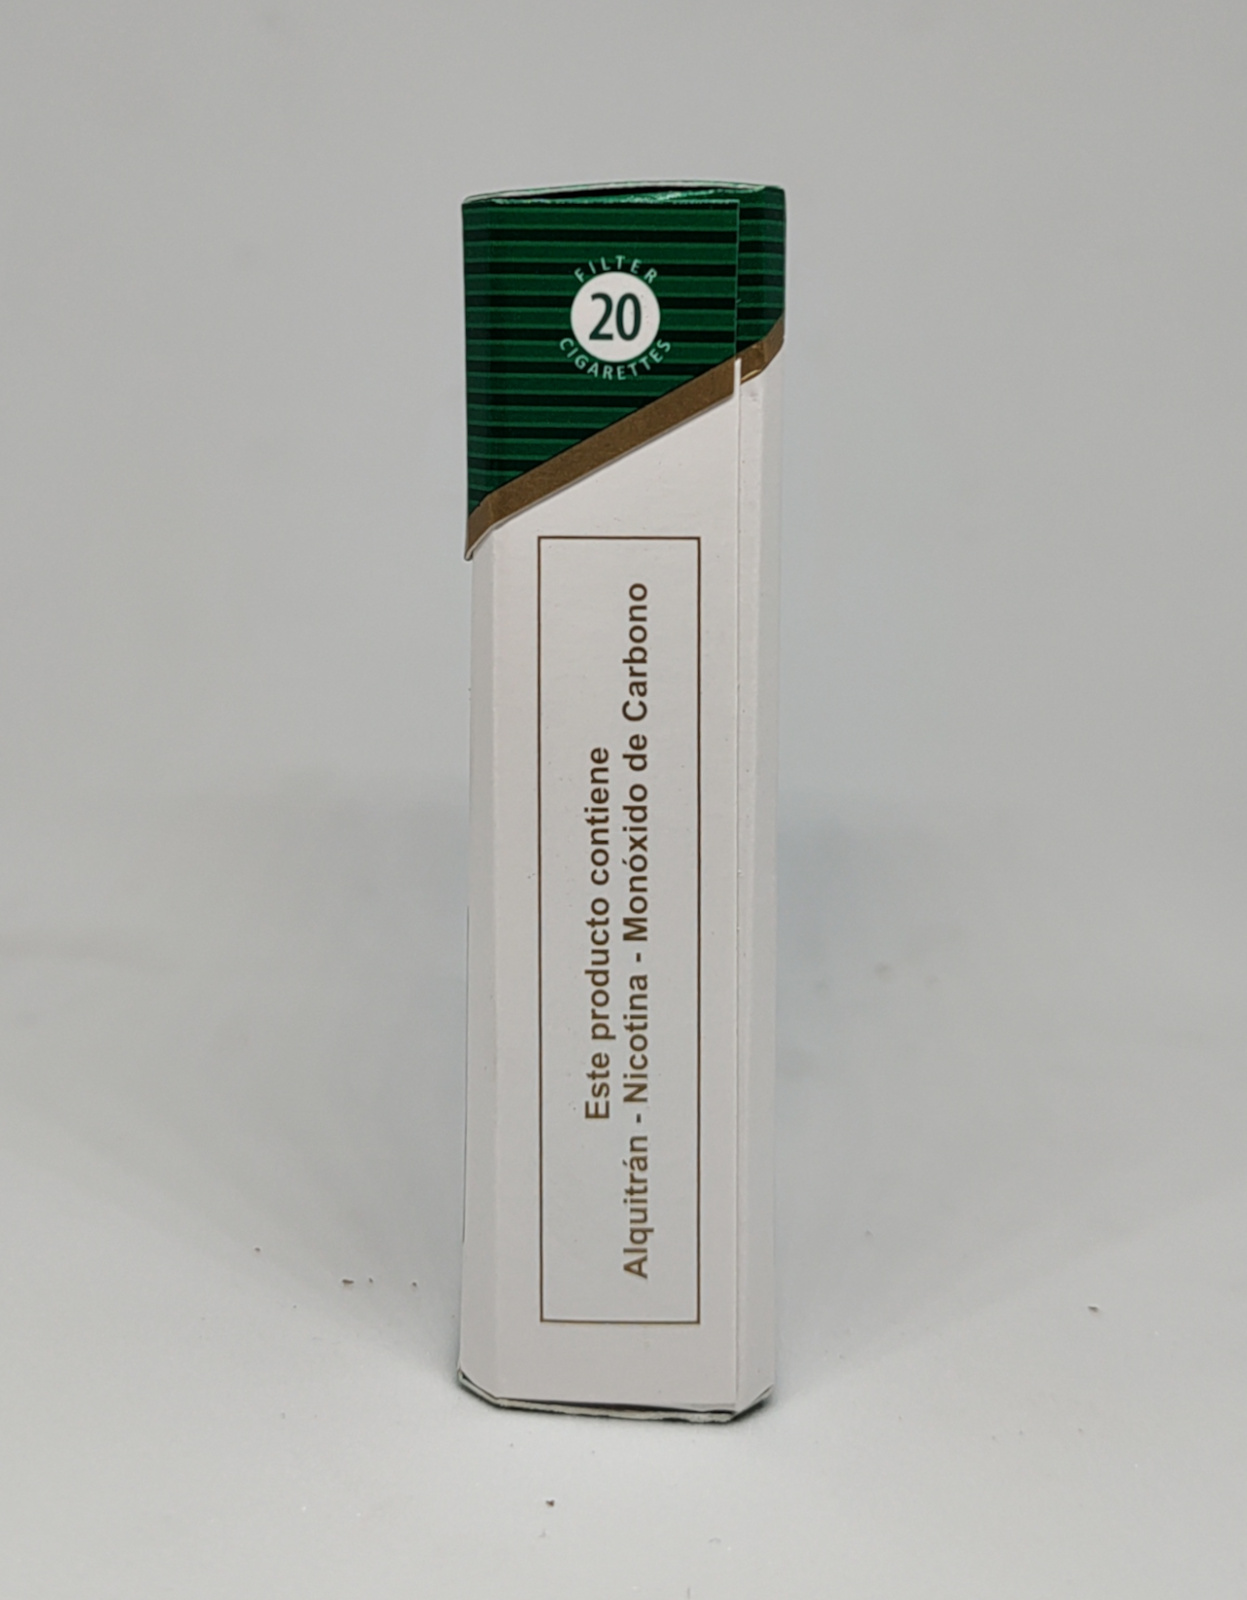 FILTER
20
CIGARETTES
Este producto contiene
Alquitrán - Nicotina - Monóxido de Carbono